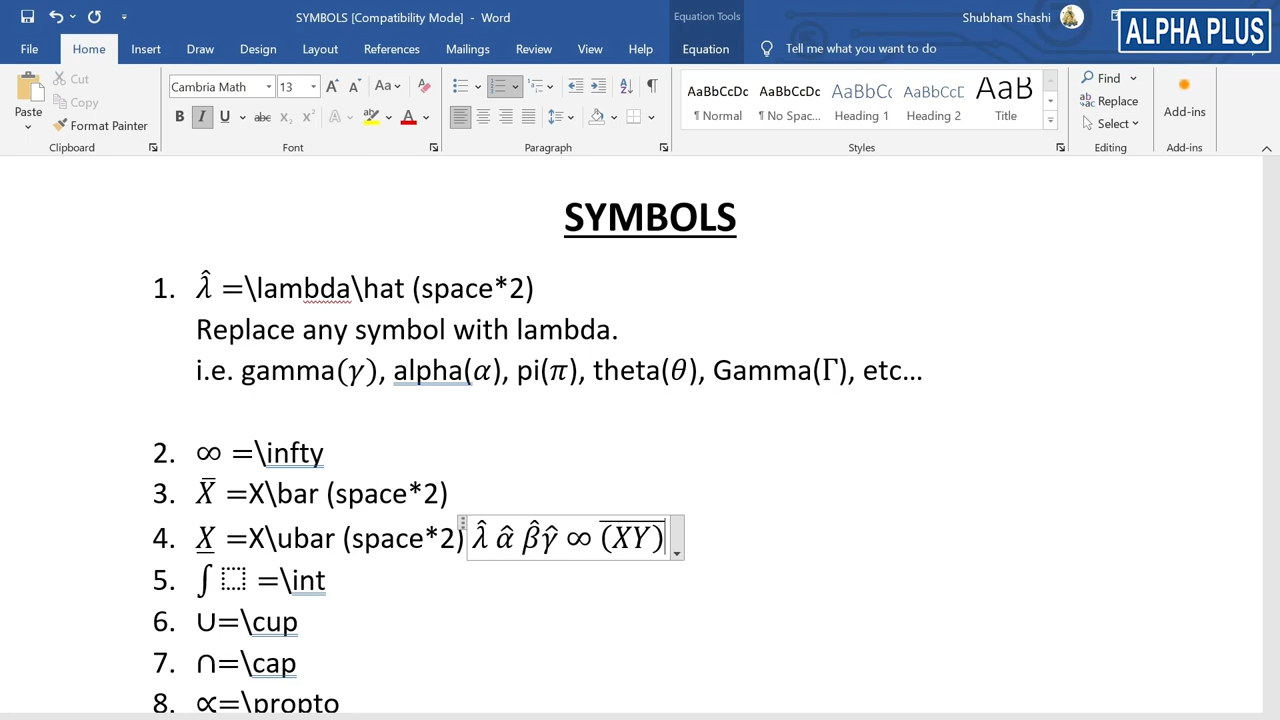 SYMBOLS [Compatibility Mode] - Word
Equation Tools
Shubham Shashi
ALPHA PLUS
File Home Insert Draw Design Layout References Mailings Review View Help Equation Tell me what you want to do
Paste
Cut
Copy
Format Painter
Clipboard
Cambria Math 13
Aa
B I U abc x₂ x² A A
Font
Paragraph
AaBbCcDc AaBbCcDc AaBbCc AaBbCcD AaB
¶ Normal ¶ No Spac... Heading 1 Heading 2 Title
Styles
Find
Replace
Select
Editing
Add-ins
Add-ins
SYMBOLS
1. λ̂ =\lambda\hat (space*2)
Replace any symbol with lambda.
i.e. gamma(γ), alpha(α), pi(π), theta(θ), Gamma(Γ), etc...
2. ∞ =\infty
3. X̄ =X\bar (space*2)
4. X̲ =X\ubar (space*2) λ̂ α̂ β̂γ̂ ∞ (̅X̅Y̅)̅
5. ∫⬚ =\int
6. ∪=\cup
7. ∩=\cap
8. ∝=\propto